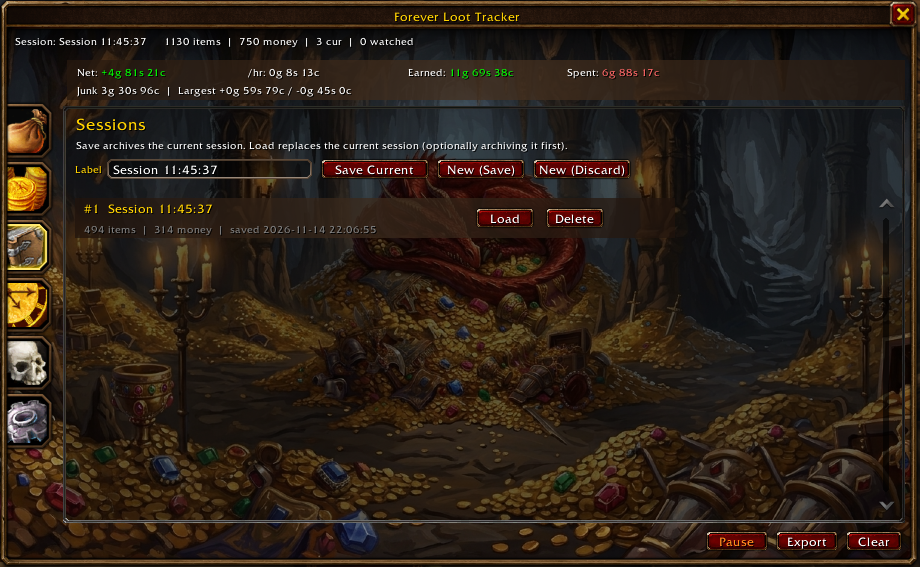 Forever Loot Tracker
Session: Session 11:45:37 1130 items | 750 money | 3 cur | 0 watched
Net: +4g 81s 21c /hr: 0g 8s 13c Earned: 11g 69s 38c Spent: 6g 88s 17c
Junk 3g 30s 96c | Largest +0g 59s 79c / -0g 45s 0c
Sessions
Save archives the current session. Load replaces the current session (optionally archiving it first).
Label Session 11:45:37 Save Current New (Save) New (Discard)
#1 Session 11:45:37
494 items | 314 money | saved 2026-11-14 22:06:55
Load Delete
Pause Export Clear